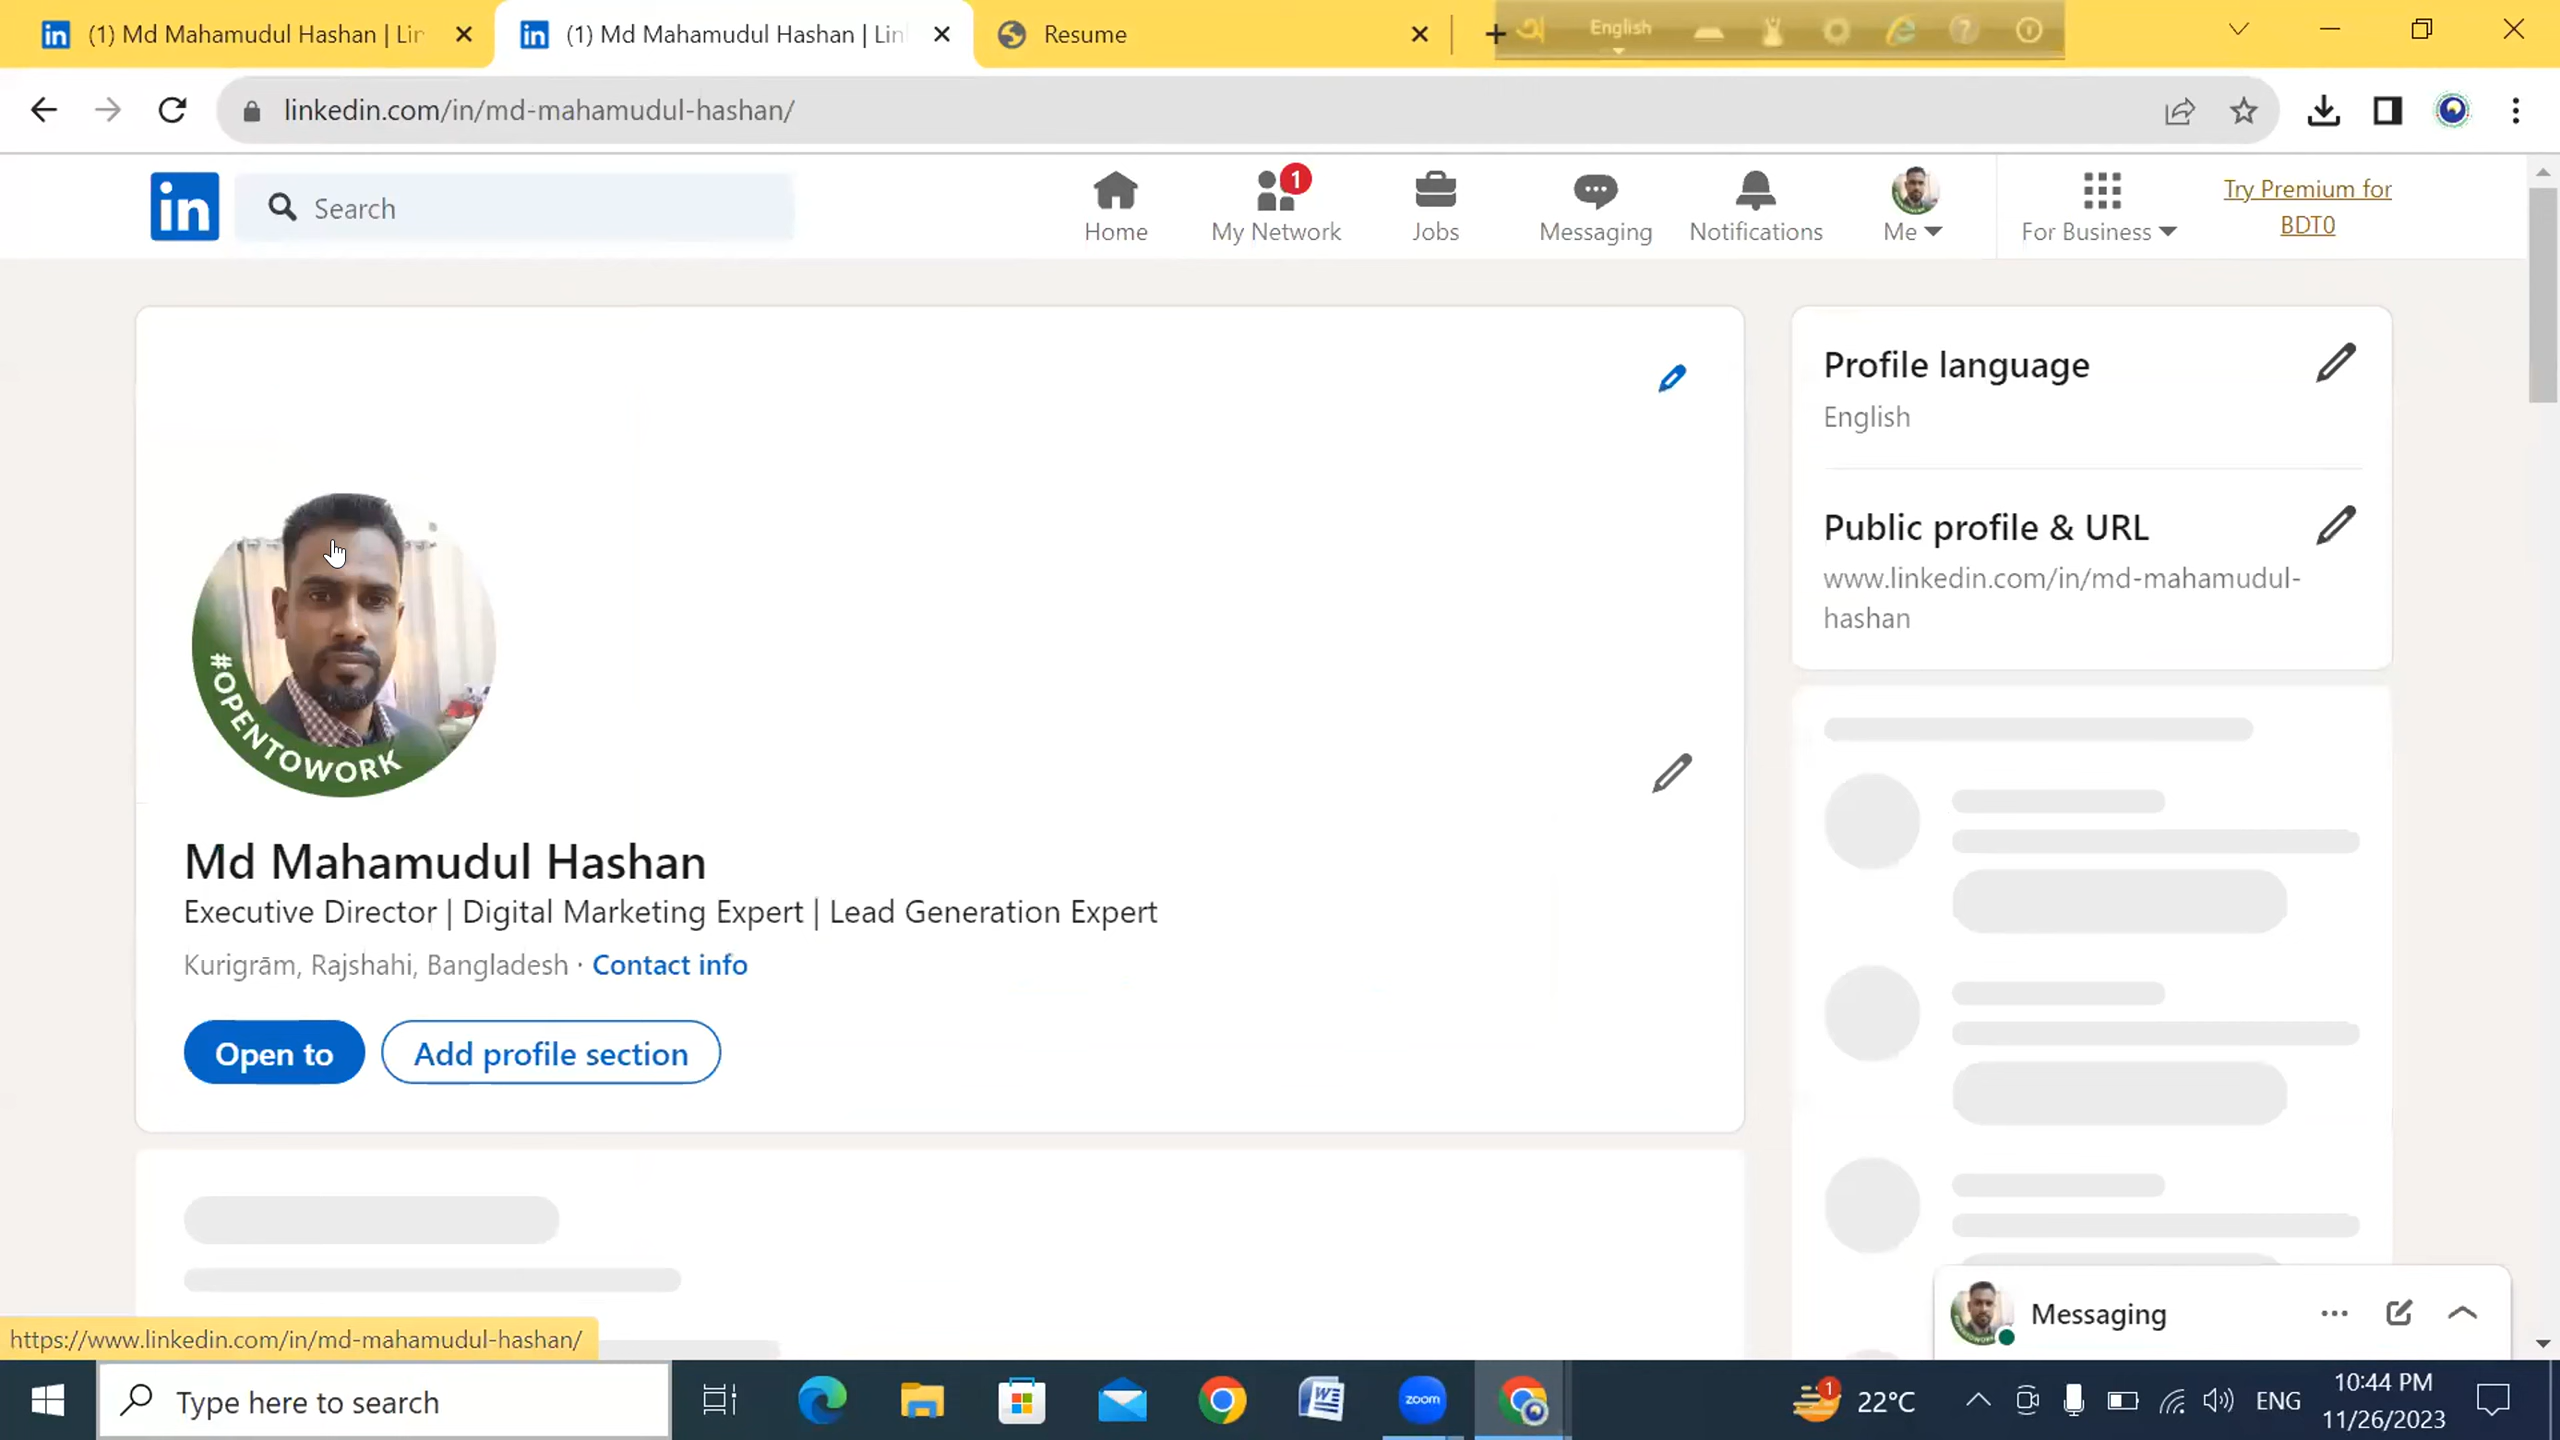 (1) Md Mahamudul Hashan | Lin
(1) Md Mahamudul Hashan | Lin
Resume
English
linkedin.com/in/md-mahamudul-hashan/
in
Search
Home
1
My Network
Jobs
Messaging
Notifications
Me
For Business
Try Premium for
BDT0
#OPENTOWORK
Md Mahamudul Hashan
Executive Director | Digital Marketing Expert | Lead Generation Expert
Kurigrām, Rajshahi, Bangladesh · Contact info
Open to
Add profile section
Profile language
English
Public profile & URL
www.linkedin.com/in/md-mahamudul-
hashan
Messaging
https://www.linkedin.com/in/md-mahamudul-hashan/
Type here to search
zoom
1
22°C
ENG
10:44 PM
11/26/2023